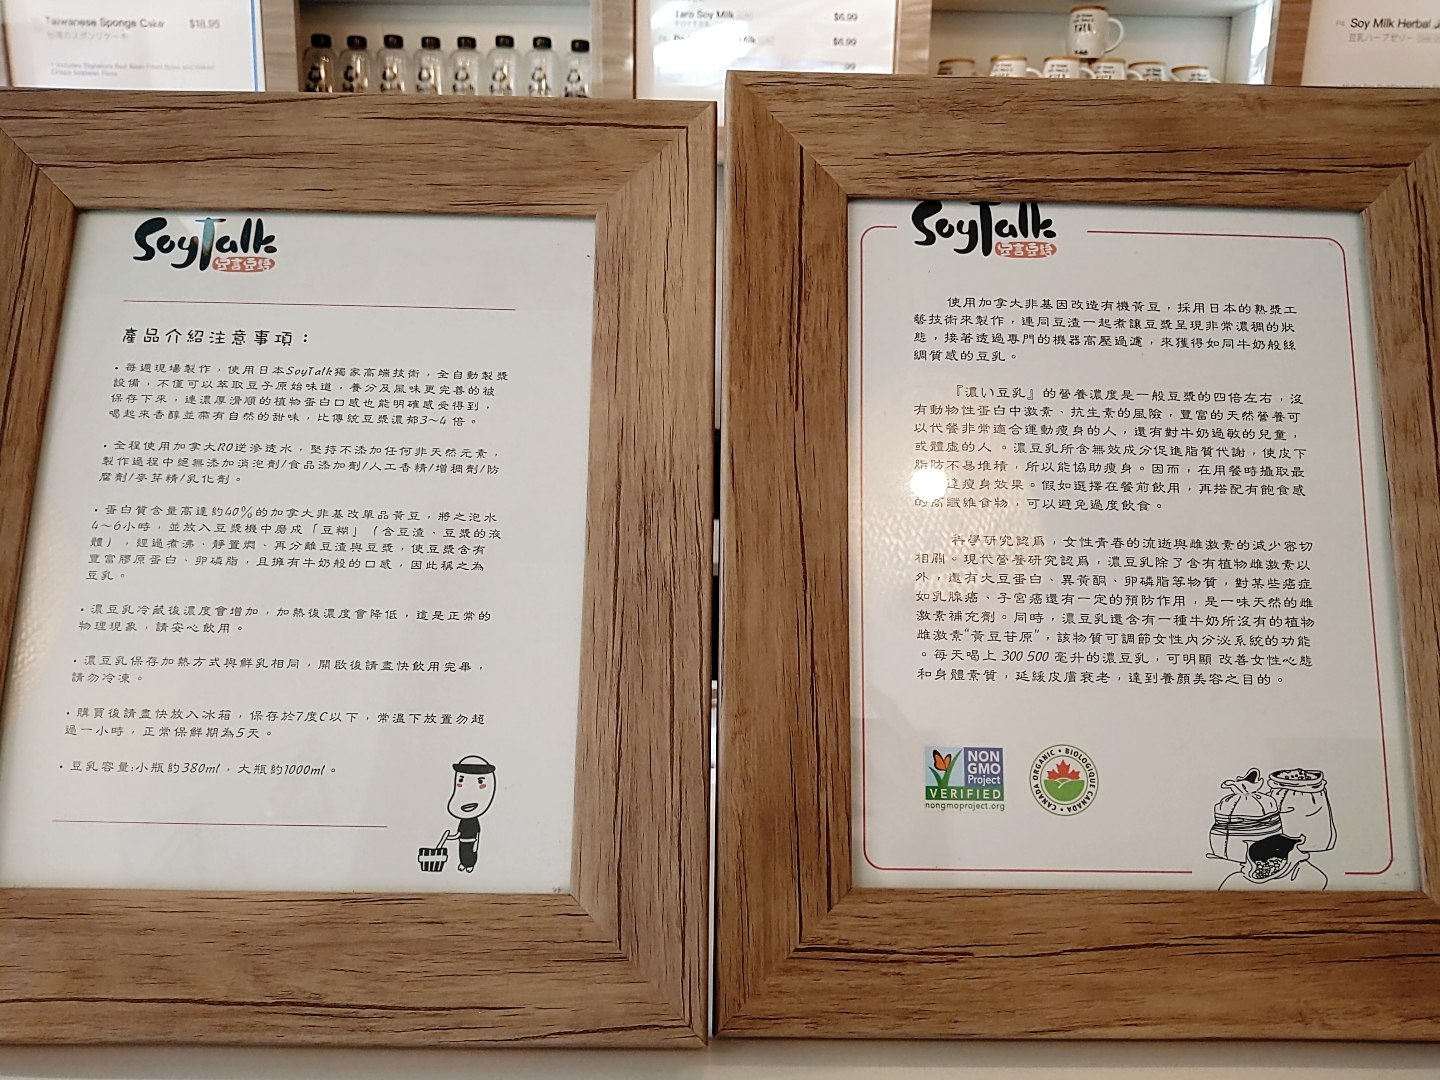 Taiwanese Sponge Cake $18.95
台湾のスポンジケーキ
Taro Soy Milk
$6.99
$6.99
.99
Soy Milk Herbal J
豆乳ハーブゼリー
SoyTalk
豆言豆語
產品介紹注意事項：
・每週現場製作，使用日本SoyTalk獨家高端技術，全自動製漿
設備，不僅可以萃取豆子原始味道，養分及風味更完善的被
保存下來，連濃厚滑順的植物蛋白口感也能明確感受得到，
喝起來香醇並帶有自然的甜味，比傳統豆漿濃郁3~4 倍。
・全程使用加拿大RO逆滲透水，堅持不添加任何非天然元素，
製作過程中絕無添加消泡劑/食品添加劑/人工香精/增稠劑/防
腐劑/麥芽精/乳化劑。
・蛋白質含量高達約40%的加拿大非基改單品黃豆，將之泡水
4~6小時，並放入豆漿機中磨成「豆糊」（含豆渣、豆漿的液
體），經過煮沸、靜置燜、再分離豆渣與豆漿，使豆漿含有
豐富膠原蛋白、卵磷脂，且擁有牛奶般的口感，因此稱之為
豆乳。
・濃豆乳冷藏後濃度會增加，加熱後濃度會降低，這是正常的
物理現象，請安心飲用。
・濃豆乳保存加熱方式與鮮乳相同，開啟後請盡快飲用完畢，
請勿冷凍。
・購買後請盡快放入冰箱，保存於7度C以下，常溫下放置勿超
過一小時，正常保鮮期為5天。
・豆乳容量:小瓶約380ml，大瓶約1000ml。
SoyTalk
豆言豆語
使用加拿大非基因改造有機黃豆，採用日本的熟漿工
藝技術來製作，連同豆渣一起煮讓豆漿呈現非常濃稠的狀
態，接著透過專門的機器高壓過濾，來獲得如同牛奶般絲
綢質感的豆乳。
『濃い豆乳』的營養濃度是一般豆漿的四倍左右，沒
有動物性蛋白中激素、抗生素的風險，豐富的天然營養可
以代餐非常適合運動瘦身的人，還有對牛奶過敏的兒童，
或體虛的人。濃豆乳所含無效成分促進脂質代謝，使皮下
脂肪不易堆積，所以能協助瘦身。因而，在用餐時攝取最
達瘦身效果。假如選擇在餐前飲用，再搭配有飽食感
的高纖維食物，可以避免過度飲食。
科學研究認爲，女性青春的流逝與雌激素的減少密切
相關。現代營養研究認爲，濃豆乳除了含有植物雌激素以
外，還有大豆蛋白、異黃酮、卵磷脂等物質，對某些癌症
如乳腺癌、子宮癌還有一定的預防作用，是一味天然的雌
激素補充劑。同時，濃豆乳還含有一種牛奶所沒有的植物
雌激素“黃豆苷原”，該物質可調節女性內分泌系統的功能
。每天喝上 300 500 毫升的濃豆乳，可明顯 改善女性心態
和身體素質，延緩皮膚衰老，達到養顏美容之目的。
NON
GMO
Project
VERIFIED
nongmoproject.org
CANADA ORGANIC • BIOLOGIQUE CANADA